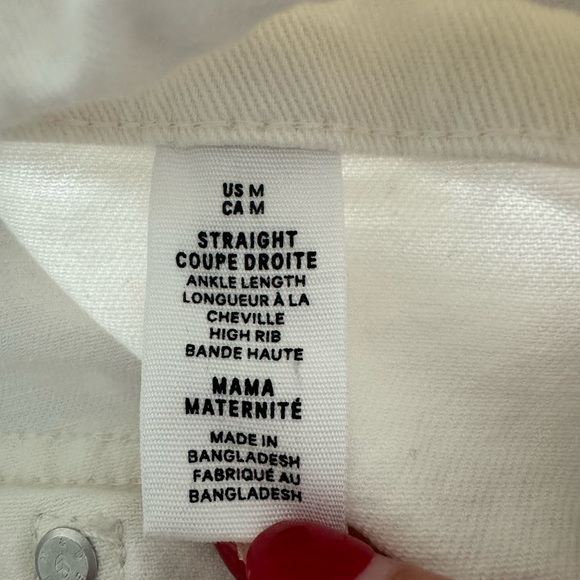 US M
CA M
STRAIGHT
COUPE DROITE
ANKLE LENGTH
LONGUEUR À LA
CHEVILLE
HIGH RIB
BANDE HAUTE
MAMA
MATERNITÉ
MADE IN
BANGLADESH
FABRIQUÉ AU
BANGLADESH